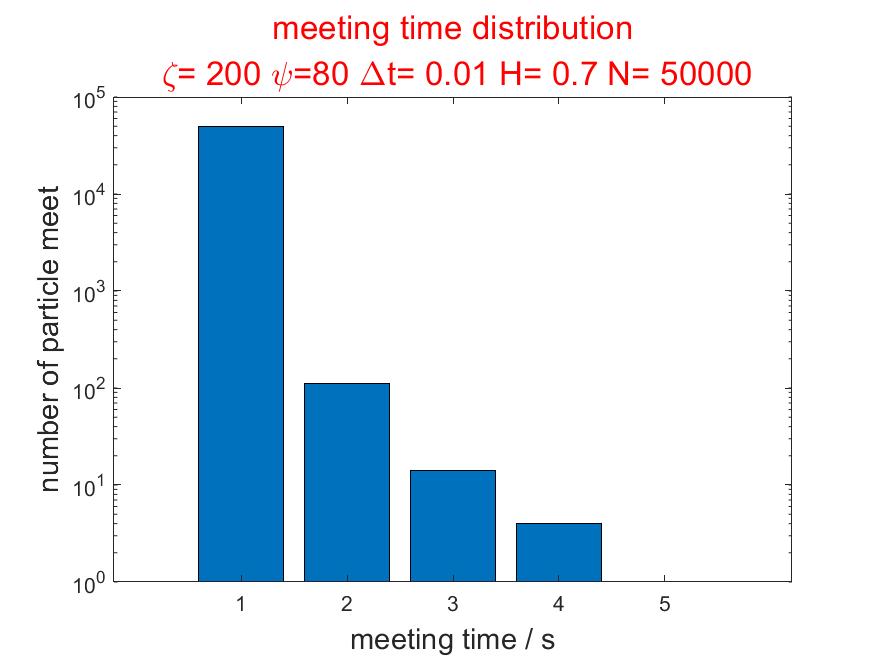 meeting time distribution
ζ= 200 ψ=80 Δt= 0.01 H= 0.7 N= 50000
number of particle meet
10^5
10^4
10^3
10^2
10^1
10^0
1 2 3 4 5
meeting time / s